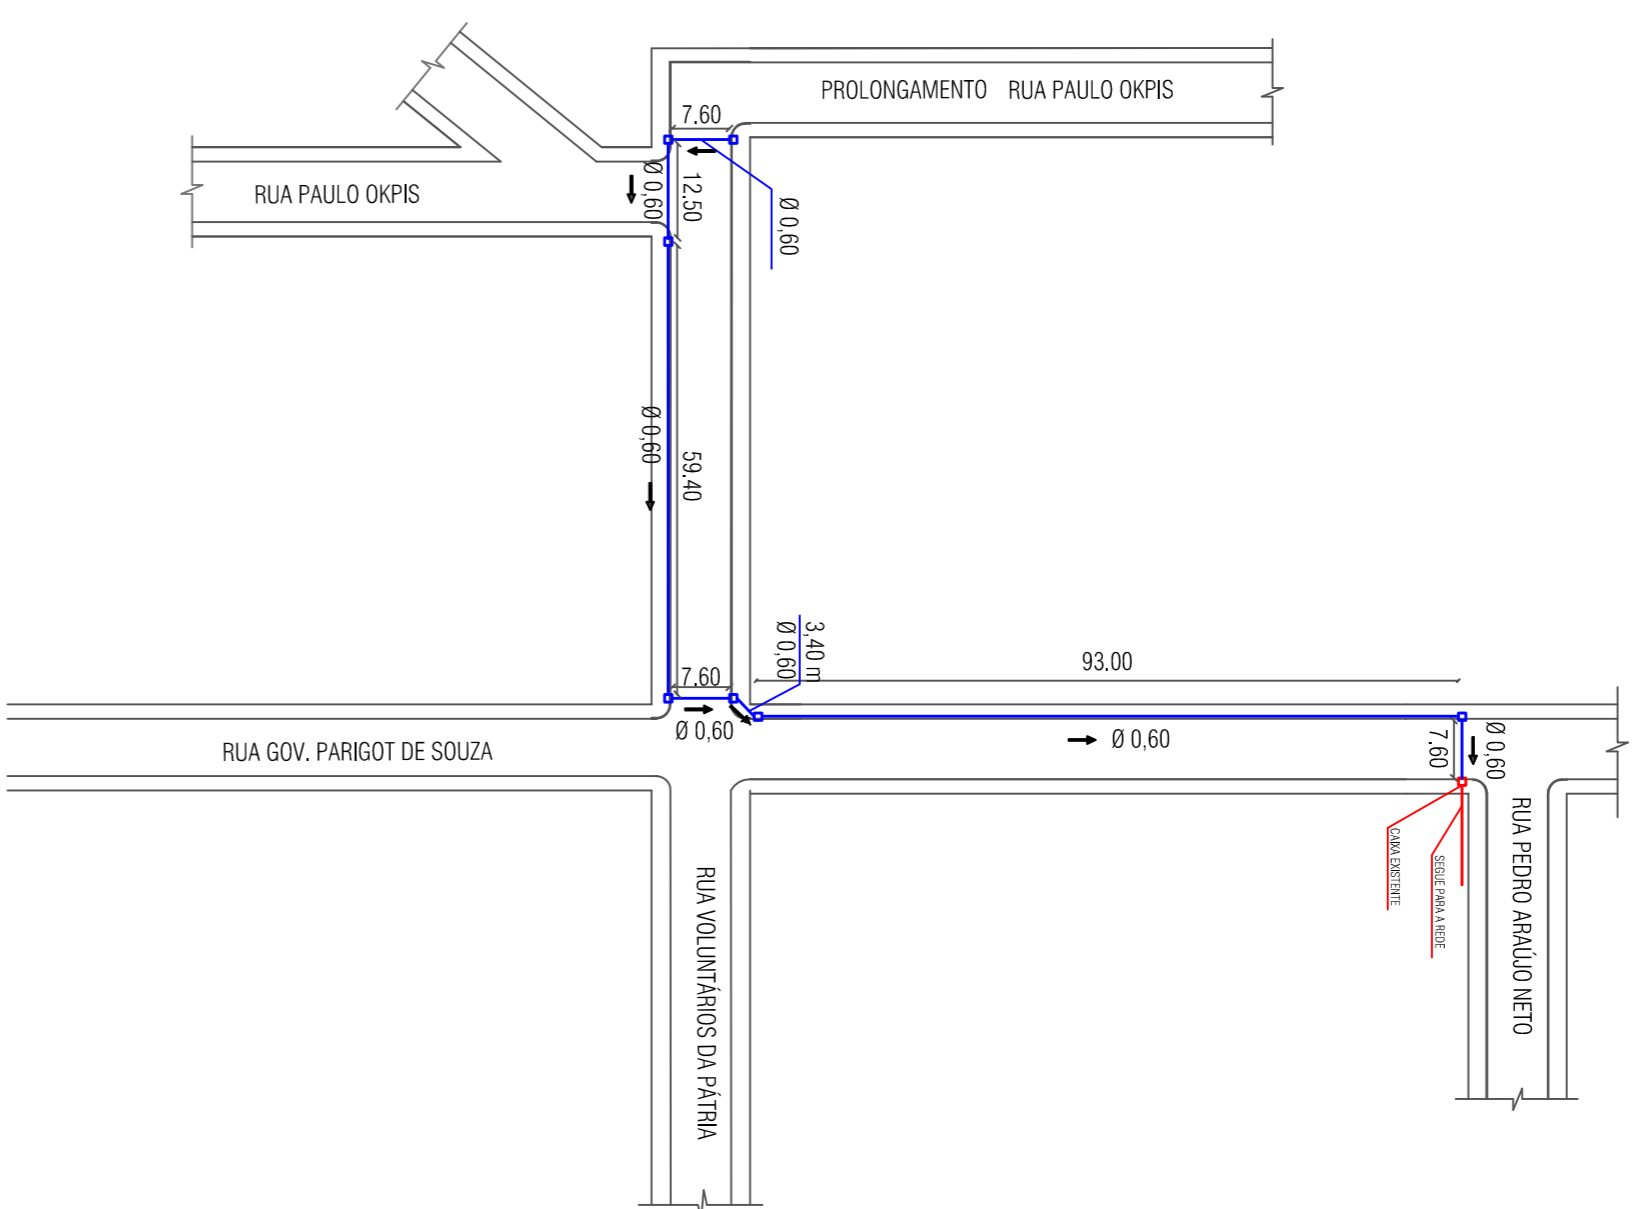 PROLONGAMENTO RUA PAULO OKPIS
7.60
RUA PAULO OKPIS
Ø 0,60
12.50
Ø 0,60
Ø 0,60
59.40
3,40 m
Ø 0,60
93.00
7.60
Ø 0,60
RUA GOV. PARIGOT DE SOUZA
Ø 0,60
7.60
Ø 0,60
CAIXA EXISTENTE
SEGUE PARA A REDE
RUA PEDRO ARAÚJO NETO
RUA VOLUNTÁRIOS DA PÁTRIA